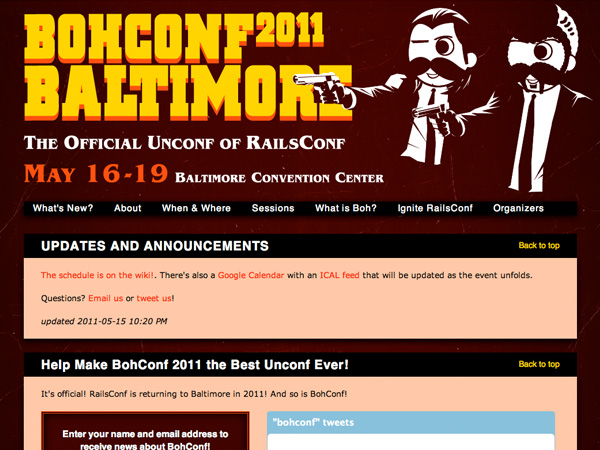 BOHCONF 2011
BALTIMORE
THE OFFICIAL UNCONF OF RAILSCONF
MAY 16-19 BALTIMORE CONVENTION CENTER
What's New? About When & Where Sessions What is Boh? Ignite RailsConf Organizers
UPDATES AND ANNOUNCEMENTS Back to top
The schedule is on the wiki!. There's also a Google Calendar with an ICAL feed that will be updated as the event unfolds.
Questions? Email us or tweet us!
updated 2011-05-15 10:20 PM
Help Make BohConf 2011 the Best Unconf Ever! Back to top
It's official! RailsConf is returning to Baltimore in 2011! And so is BohConf!
Enter your name and email address to
receive news about BohConf!
"bohconf" tweets